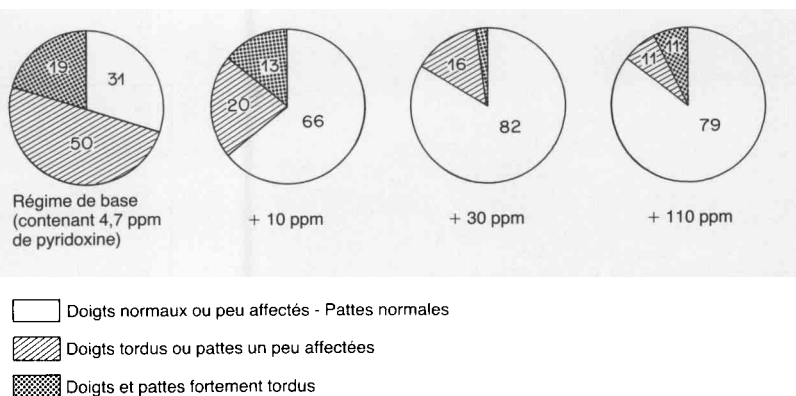 19
31
50
13
20
66
16
82
11
11
79
Régime de base
(contenant 4,7 ppm
de pyridoxine)
+ 10 ppm
+ 30 ppm
+ 110 ppm
Doigts normaux ou peu affectés - Pattes normales
Doigts tordus ou pattes un peu affectées
Doigts et pattes fortement tordus